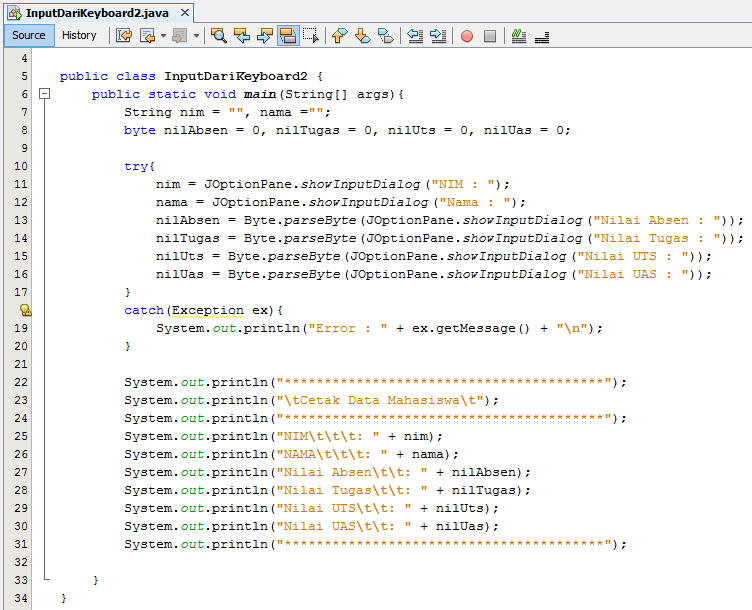 InputDariKeyboard2.java
Source History
4
5 public class InputDariKeyboard2 {
6 public static void main(String[] args){
7 String nim = "", nama ="";
8 byte nilAbsen = 0, nilTugas = 0, nilUts = 0, nilUas = 0;
9
10 try{
11 nim = JOptionPane.showInputDialog("NIM : ");
12 nama = JOptionPane.showInputDialog("Nama : ");
13 nilAbsen = Byte.parseByte(JOptionPane.showInputDialog("Nilai Absen : "));
14 nilTugas = Byte.parseByte(JOptionPane.showInputDialog("Nilai Tugas : "));
15 nilUts = Byte.parseByte(JOptionPane.showInputDialog("Nilai UTS : "));
16 nilUas = Byte.parseByte(JOptionPane.showInputDialog("Nilai UAS : "));
17 }
catch(Exception ex){
19 System.out.println("Error : " + ex.getMessage() + "\n");
20 }
21
22 System.out.println("****************************************");
23 System.out.println("\tCetak Data Mahasiswa\t");
24 System.out.println("****************************************");
25 System.out.println("NIM\t\t\t: " + nim);
26 System.out.println("NAMA\t\t\t: " + nama);
27 System.out.println("Nilai Absen\t\t: " + nilAbsen);
28 System.out.println("Nilai Tugas\t\t: " + nilTugas);
29 System.out.println("Nilai UTS\t\t: " + nilUts);
30 System.out.println("Nilai UAS\t\t: " + nilUas);
31 System.out.println("****************************************");
32
33 }
34 }